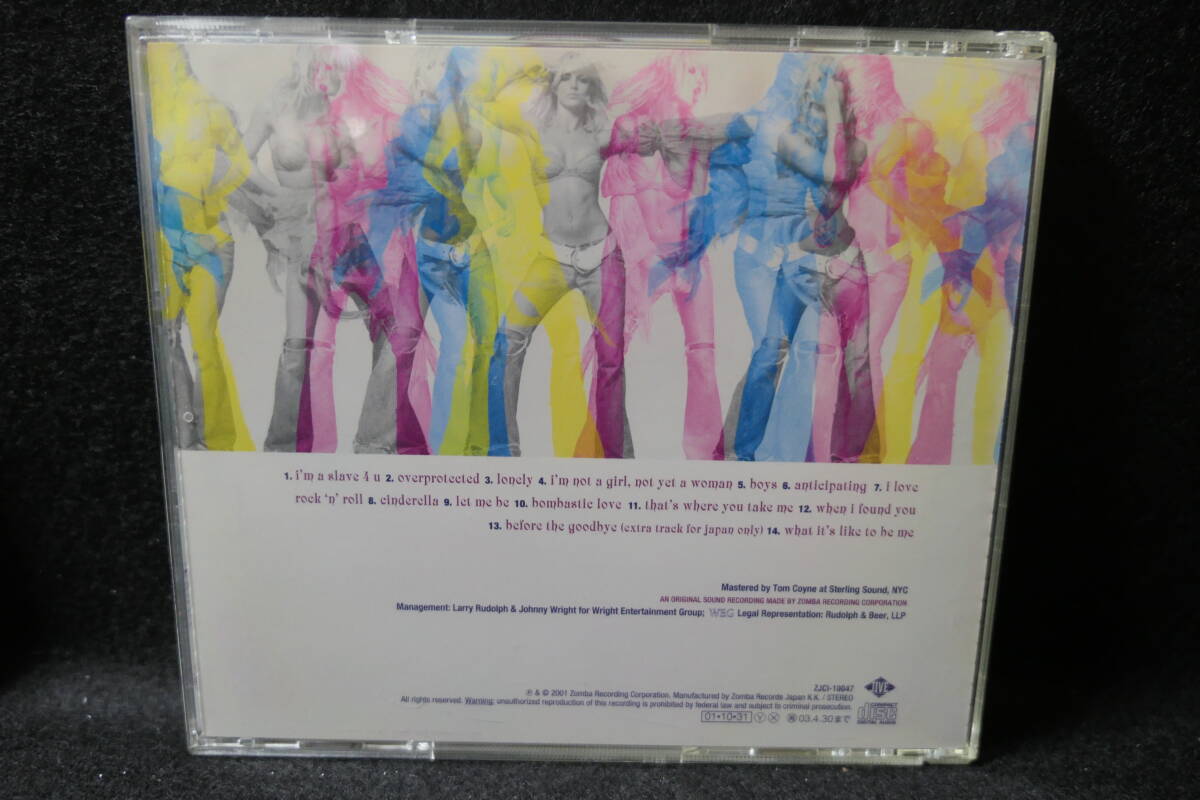 1. i'm a slave 4 u 2. overprotected 3. lonely 4. i'm not a girl, not yet a woman 5. boys 6. anticipating 7. i love
rock 'n' roll 8. cinderella 9. let me be 10. bombastic love 11. that's where you take me 12. when i found you
13. before the goodbye (extra track for japan only) 14. what it's like to be me
Mastered by Tom Coyne at Sterling Sound, NYC
AN ORIGINAL SOUND RECORDING MADE BY ZOMBA RECORDING CORPORATION
Management: Larry Rudolph & Johnny Wright for Wright Entertainment Group; WEG Legal Representation: Rudolph & Beer, LLP
ZJCI-10047
JIVE
℗ & © 2001 Zomba Recording Corporation. Manufactured by Zomba Records Japan K.K. / STEREO
All rights reserved. Warning: unauthorized reproduction of this recording is prohibited by federal law and subject to criminal prosecution.
01•10•31 Ⓨ Ⓧ 03.4.30まで
COMPACT disc DIGITAL AUDIO